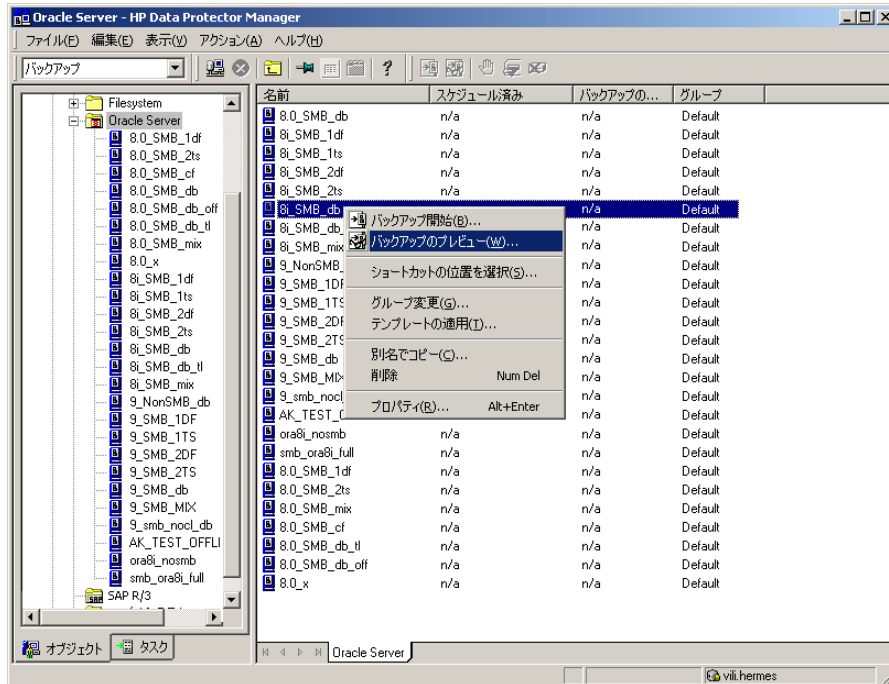 Oracle Server - HP Data Protector Manager
ファイル(F) 編集(E) 表示(V) アクション(A) ヘルプ(H)
バックアップ
Filesystem
Oracle Server
8.0_SMB_1df
8.0_SMB_2ts
8.0_SMB_cf
8.0_SMB_db
8.0_SMB_db_off
8.0_SMB_db_tl
8.0_SMB_mix
8.0_x
8i_SMB_1df
8i_SMB_1ts
8i_SMB_2df
8i_SMB_2ts
8i_SMB_db
8i_SMB_db_tl
8i_SMB_mix
9_NonSMB_db
9_SMB_1DF
9_SMB_1TS
9_SMB_2DF
9_SMB_2TS
9_SMB_db
9_SMB_MIX
9_smb_nocl_db
AK_TEST_OFFLI
ora8i_nosmb
smb_ora8i_full
SAP R/3
オブジェクト タスク
名前 スケジュール済み バックアップの... グループ
8.0_SMB_db n/a n/a Default
8i_SMB_1df n/a n/a Default
8i_SMB_1ts n/a n/a Default
8i_SMB_2df n/a n/a Default
8i_SMB_2ts n/a n/a Default
8i_SMB_db n/a Default
8i_SMB_db_ n/a Default
8i_SMB_mix n/a Default
9_NonSMB_ n/a Default
9_SMB_1DF n/a Default
9_SMB_1TS n/a Default
9_SMB_2DF n/a Default
9_SMB_2TS n/a Default
9_SMB_db n/a Default
9_SMB_MIX n/a Default
9_smb_nocl n/a Default
AK_TEST_O n/a Default
ora8i_nosmb n/a n/a Default
smb_ora8i_full n/a n/a Default
8.0_SMB_1df n/a n/a Default
8.0_SMB_2ts n/a n/a Default
8.0_SMB_mix n/a n/a Default
8.0_SMB_cf n/a n/a Default
8.0_SMB_db_tl n/a n/a Default
8.0_SMB_db_off n/a n/a Default
8.0_x n/a n/a Default
バックアップ開始(B)...
バックアップのプレビュー(W)...
ショートカットの位置を選択(S)...
グループ変更(G)...
テンプレートの適用(T)...
別名でコピー(C)...
削除 Num Del
プロパティ(R)... Alt+Enter
Oracle Server
vili.hermes